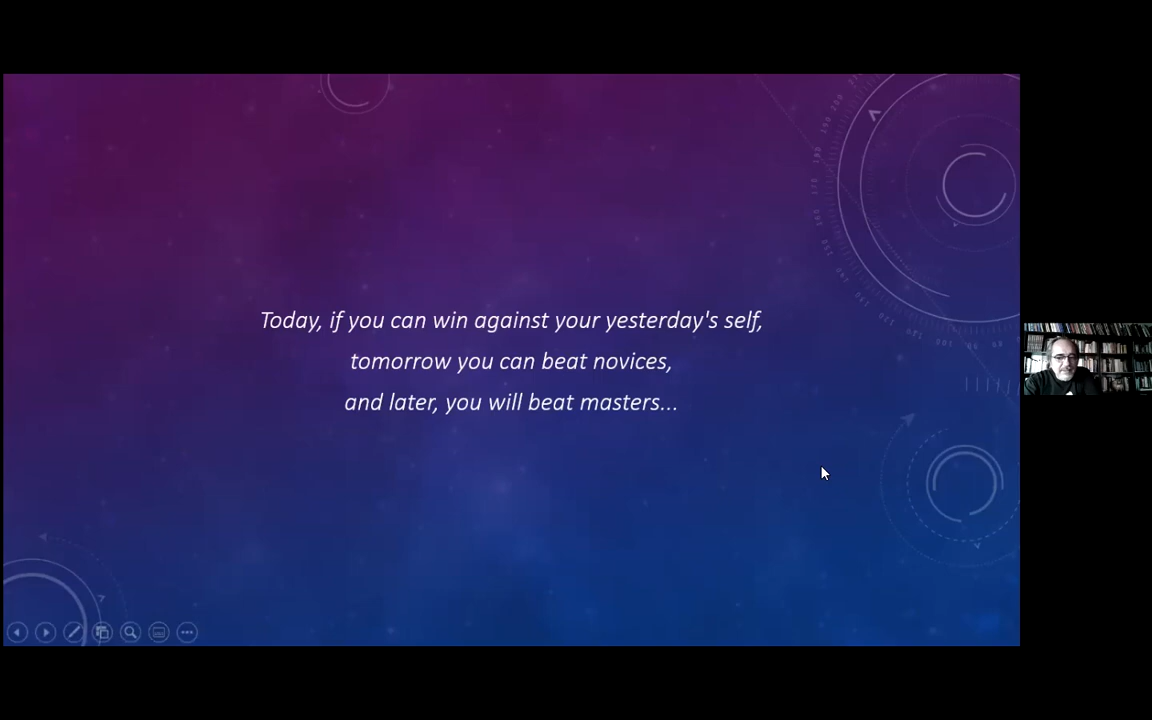 Today, if you can win against your yesterday's self,
tomorrow you can beat novices,
and later, you will beat masters...